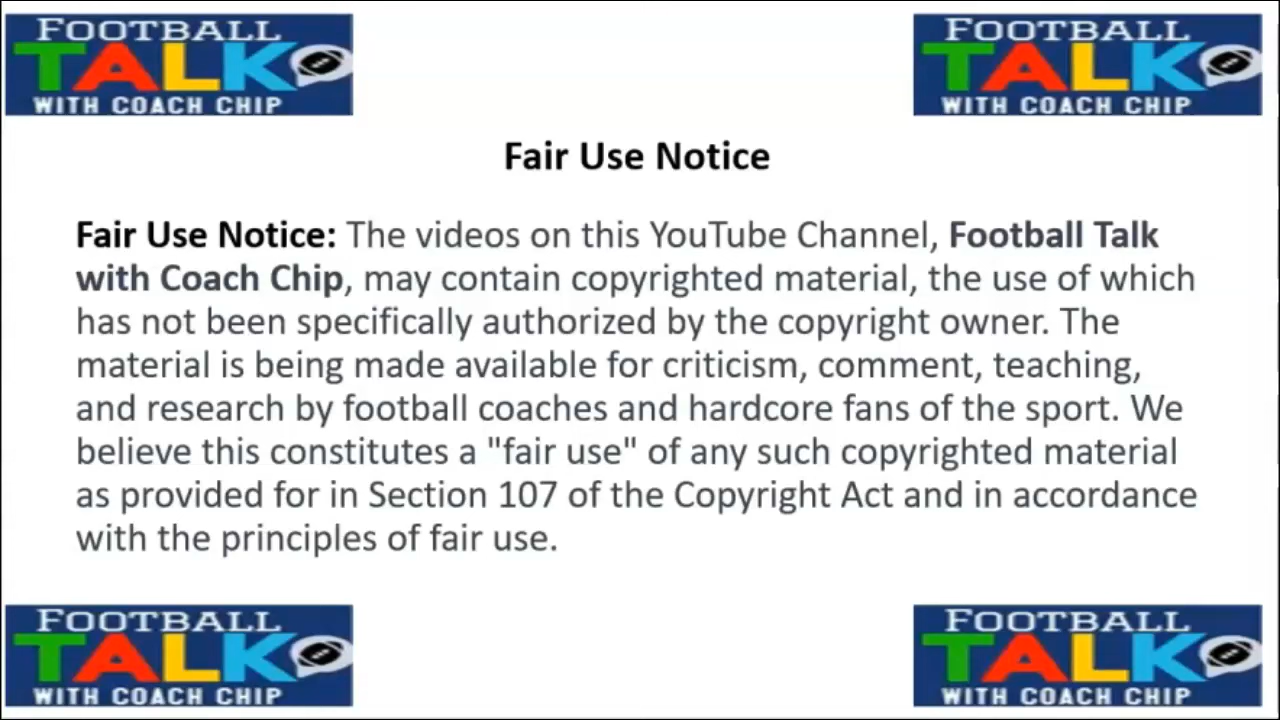 FOOTBALL
TALK
WITH COACH CHIP
FOOTBALL
TALK
WITH COACH CHIP
Fair Use Notice
Fair Use Notice: The videos on this YouTube Channel, Football Talk
with Coach Chip, may contain copyrighted material, the use of which
has not been specifically authorized by the copyright owner. The
material is being made available for criticism, comment, teaching,
and research by football coaches and hardcore fans of the sport. We
believe this constitutes a "fair use" of any such copyrighted material
as provided for in Section 107 of the Copyright Act and in accordance
with the principles of fair use.
FOOTBALL
TALK
WITH COACH CHIP
FOOTBALL
TALK
WITH COACH CHIP